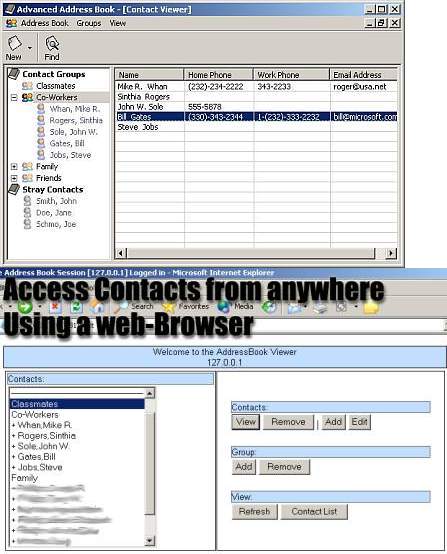 Advanced Address Book - [Contact Viewer]
Address Book Groups View
New Find
Contact Groups
Classmates
Co-Workers
Whan, Mike R.
Rogers, Sinthia
Sole, John W.
Gates, Bill
Jobs, Steve
Family
Friends
Stray Contacts
Smith, John
Doe, Jane
Schmo, Joe
Name Home Phone Work Phone Email Address
Mike R. Whan (232)-234-2222 343-2233 roger@usa.net
Sinthia Rogers
John W. Sole 555-5878
Bill Gates (330)-343-2344 1-(232)-333-2232 bill@microsoft.com
Steve Jobs
e Address Book Session [127.0.0.1] Logged in - Microsoft Internet Explorer
Access Contacts from anywhere
Using a web-Browser
Search Favorites Media
Welcome to the AddressBook Viewer
127.0.0.1
Contacts:
Classmates
Co-Workers
+ Whan,Mike R.
+ Rogers,Sinthia
+ Sole,John W.
+ Gates,Bill
+ Jobs,Steve
Family
Contacts:
View Remove | Add Edit
Group:
Add Remove
View:
Refresh Contact List